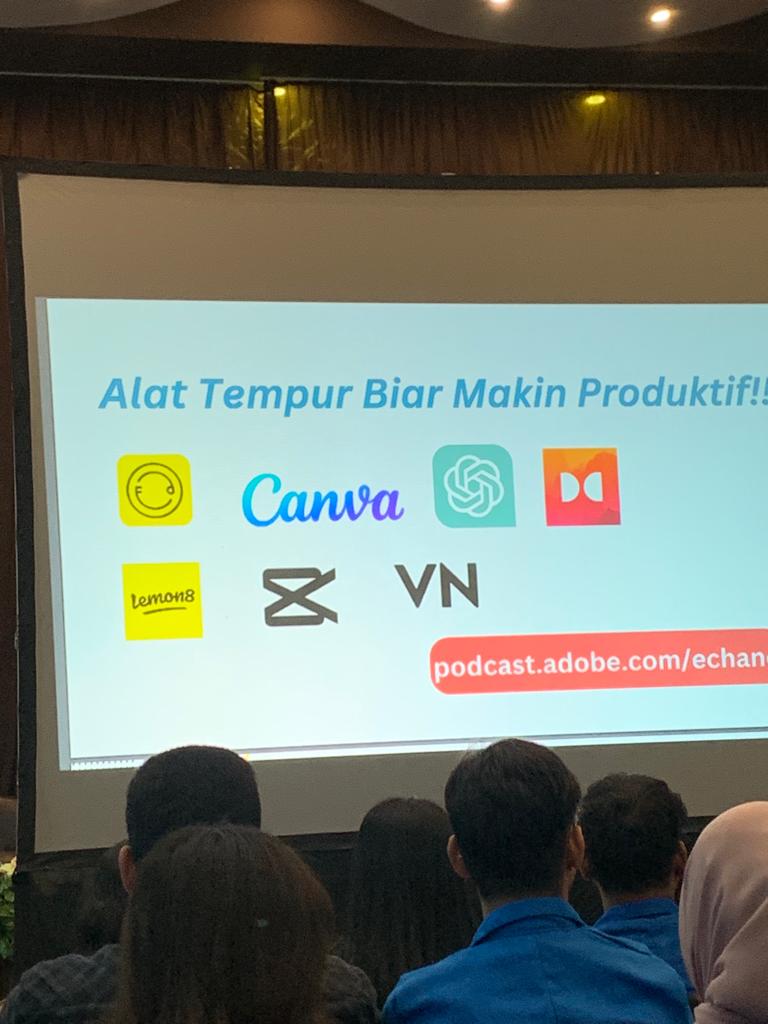 Alat Tempur Biar Makin Produktif!!
Canva
lemon8
VN
podcast.adobe.com/echan